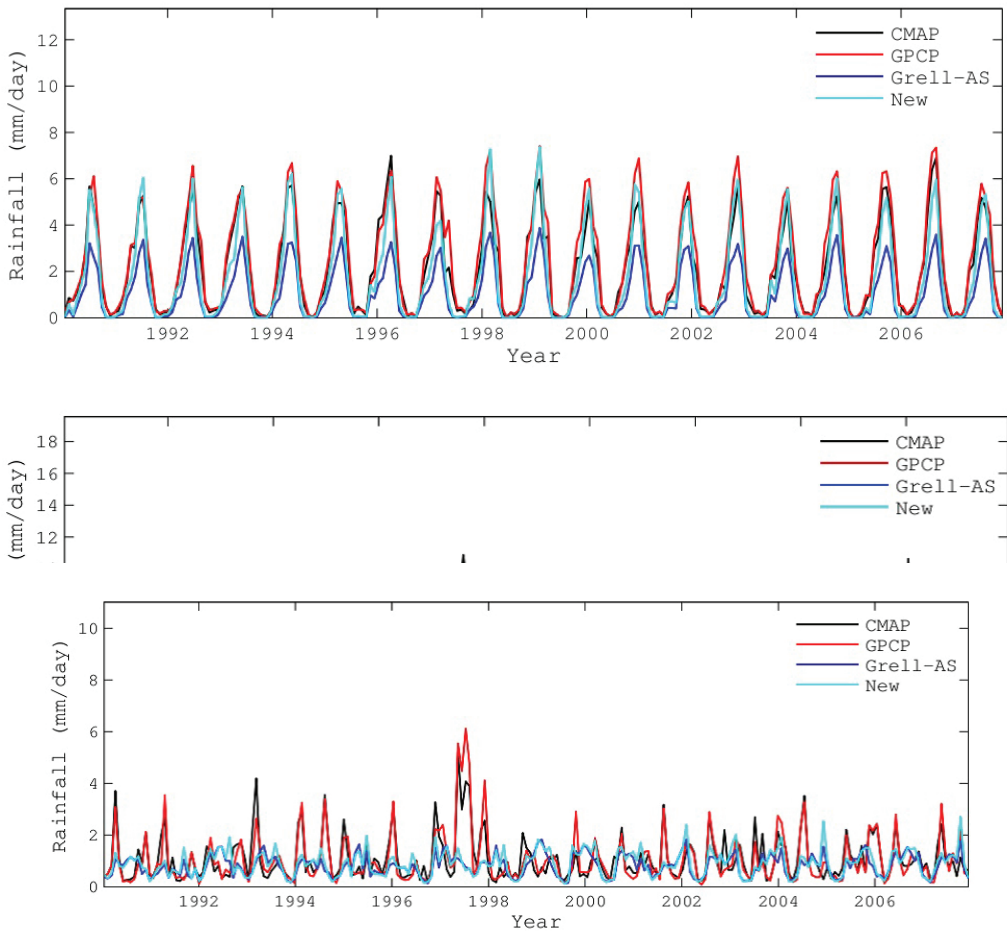 12
10
8
6
4
2
0
Rainfall (mm/day)
CMAP
GPCP
Grell-AS
New
1992 1994 1996 1998 2000 2002 2004 2006
Year
18
16
14
12
(mm/day)
CMAP
GPCP
Grell-AS
New
10
8
6
4
2
0
Rainfall (mm/day)
CMAP
GPCP
Grell-AS
New
1992 1994 1996 1998 2000 2002 2004 2006
Year